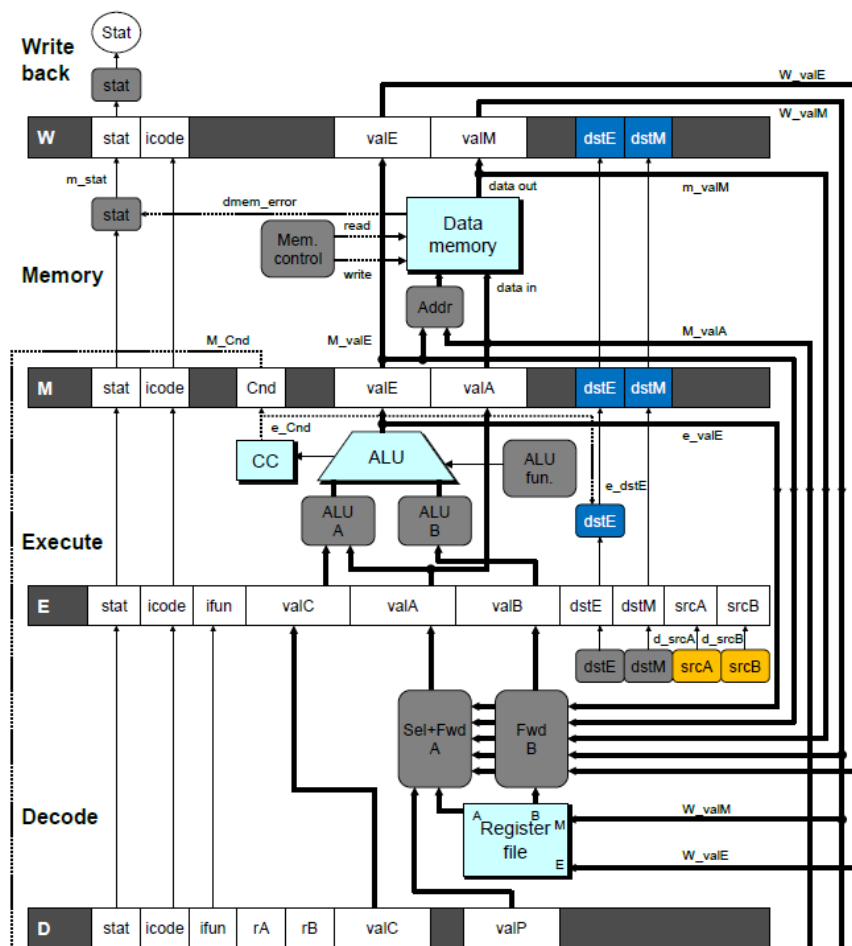 Stat
Write
back
stat
W_valE
W_valM
W stat icode valE valM dstE dstM
m_stat
data out
m_valM
dmem_error
stat
read
Mem.
control
write
Data
memory
Memory
data in
Addr
M_Cnd
M_valE
M_valA
M stat icode Cnd valE valA dstE dstM
e_Cnd
e_valE
CC
ALU
ALU
fun.
e_dstE
ALU
A
ALU
B
dstE
Execute
E stat icode ifun valC valA valB dstE dstM srcA srcB
d_srcA d_srcB
dstE dstM srcA srcB
Sel+Fwd
A
Fwd
B
Decode
A B
Register
file
M
E
W_valM
W_valE
D stat icode ifun rA rB valC valP